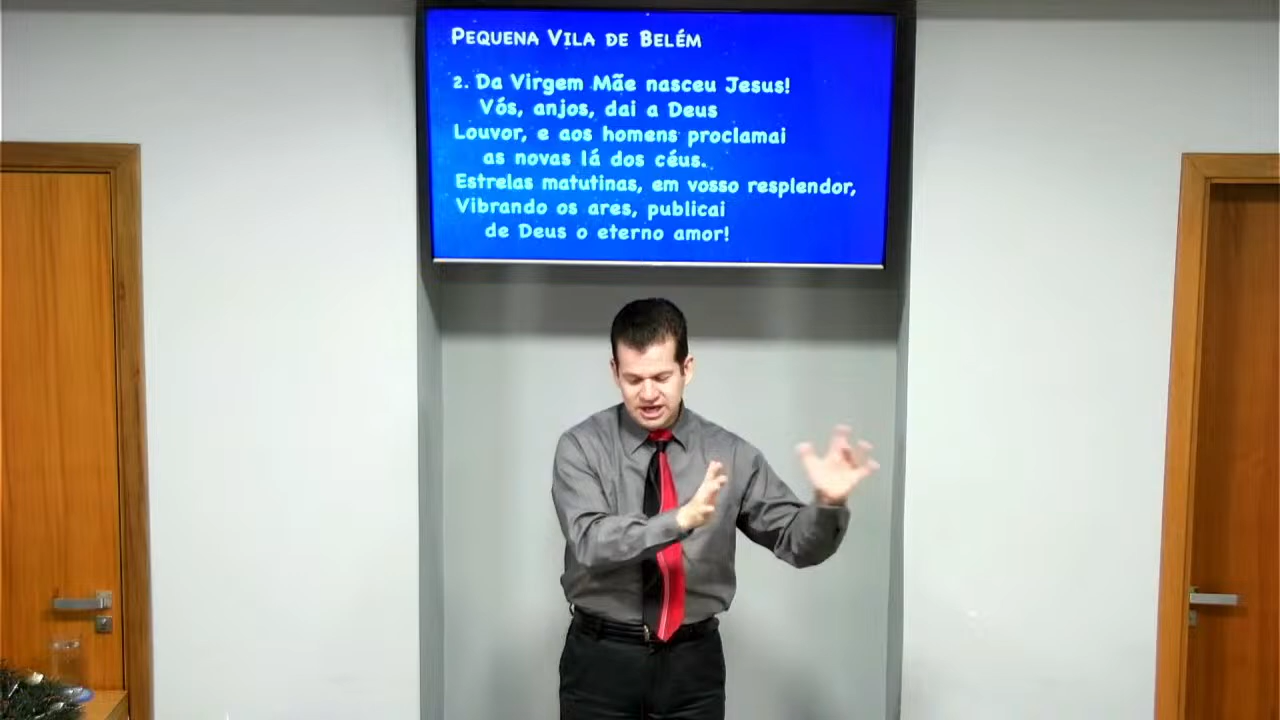 Pequena Vila de Belém
2. Da Virgem Mãe nasceu Jesus!
Vós, anjos, dai a Deus
Louvor, e aos homens proclamai
as novas lá dos céus.
Estrelas matutinas, em vosso resplendor,
Vibrando os ares, publicai
de Deus o eterno amor!